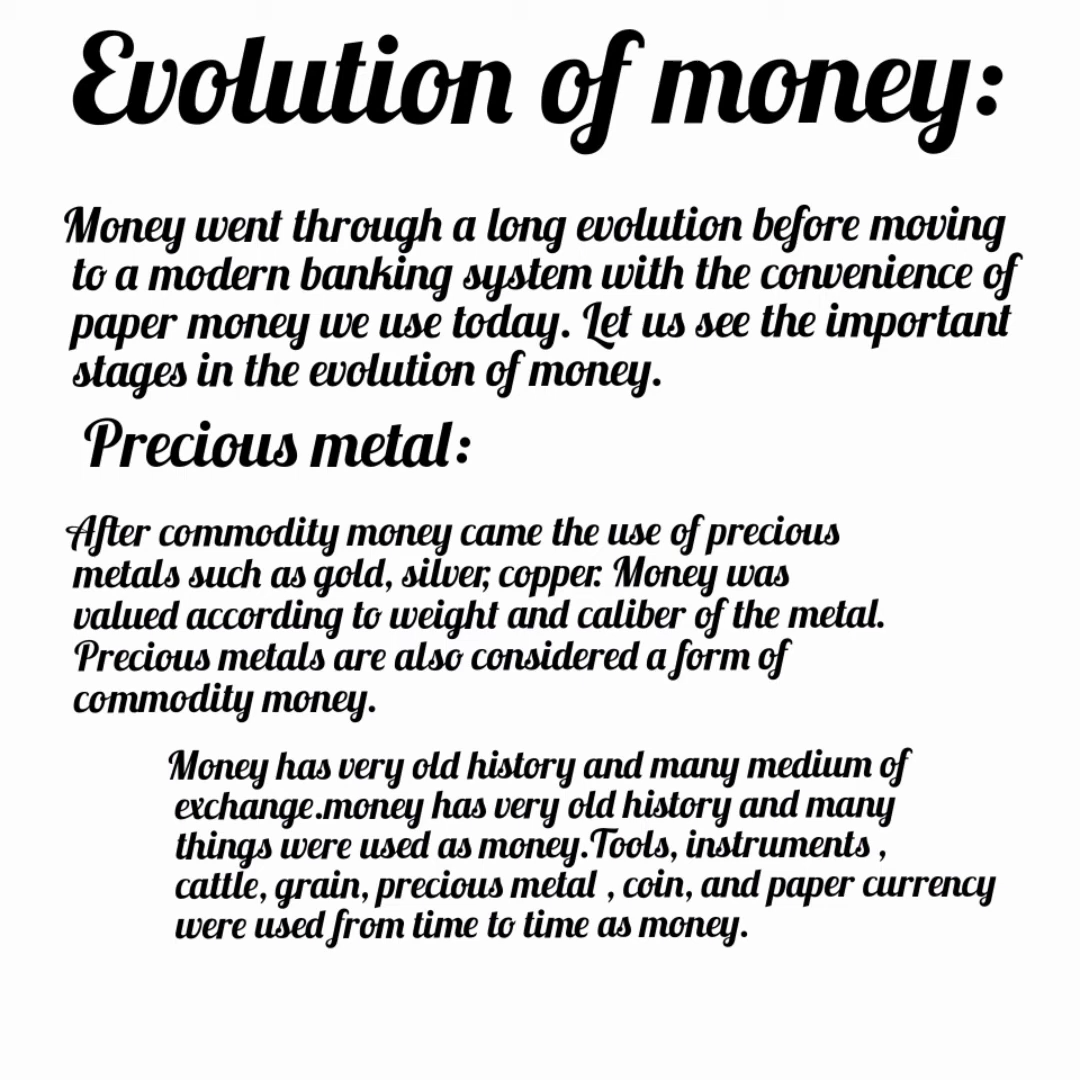 Evolution of money:
Money went through a long evolution before moving
to a modern banking system with the convenience of
paper money we use today. Let us see the important
stages in the evolution of money.
Precious metal:
After commodity money came the use of precious
metals such as gold, silver, copper. Money was
valued according to weight and caliber of the metal.
Precious metals are also considered a form of
commodity money.
Money has very old history and many medium of
exchange.money has very old history and many
things were used as money.Tools, instruments ,
cattle, grain, precious metal , coin, and paper currency
were used from time to time as money.